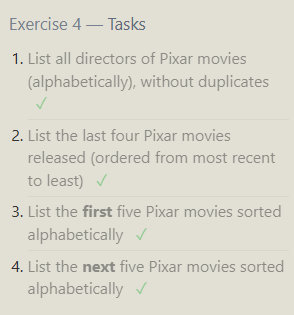 Exercise 4 — Tasks
1. List all directors of Pixar movies
(alphabetically), without duplicates
✓
2. List the last four Pixar movies
released (ordered from most recent
to least) ✓
3. List the first five Pixar movies sorted
alphabetically ✓
4. List the next five Pixar movies sorted
alphabetically ✓